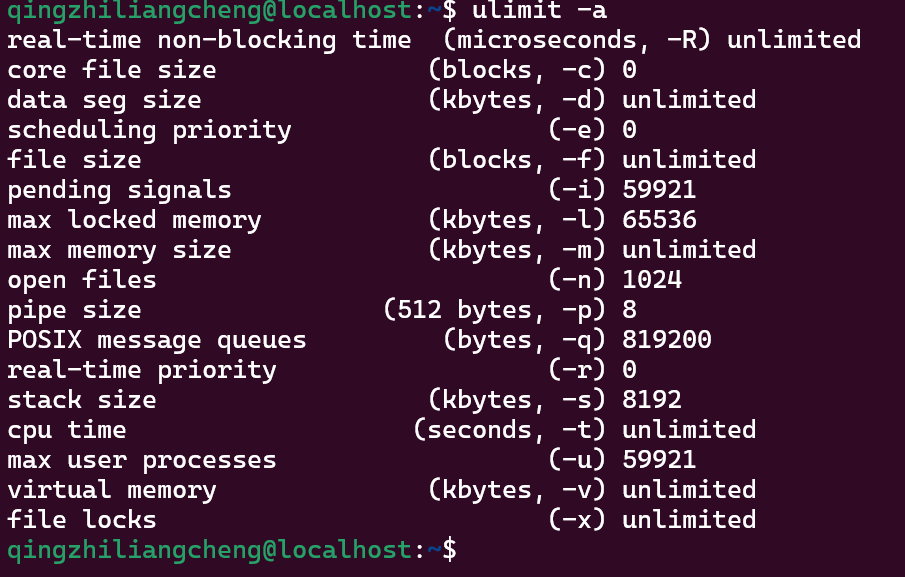 qingzhiliangcheng@localhost:~$ ulimit -a
real-time non-blocking time  (microseconds, -R) unlimited
core file size              (blocks, -c) 0
data seg size               (kbytes, -d) unlimited
scheduling priority                 (-e) 0
file size                   (blocks, -f) unlimited
pending signals                     (-i) 59921
max locked memory           (kbytes, -l) 65536
max memory size             (kbytes, -m) unlimited
open files                          (-n) 1024
pipe size                (512 bytes, -p) 8
POSIX message queues         (bytes, -q) 819200
real-time priority                  (-r) 0
stack size                  (kbytes, -s) 8192
cpu time                   (seconds, -t) unlimited
max user processes                  (-u) 59921
virtual memory              (kbytes, -v) unlimited
file locks                          (-x) unlimited
qingzhiliangcheng@localhost:~$